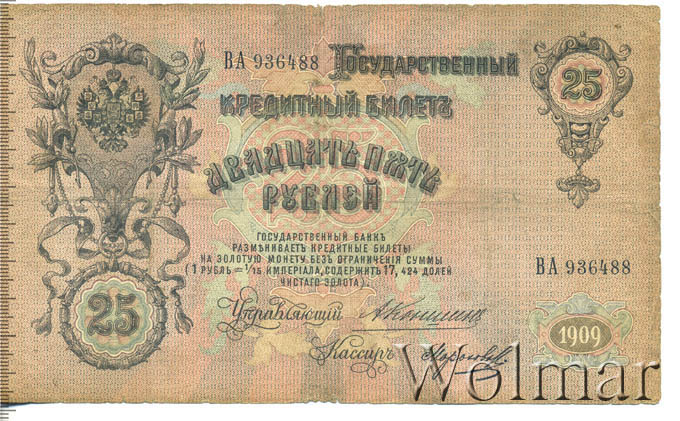 ВА 936488
Государственный
Кредитный Билетъ
Двадцать пять
рублей
25
ГОСУДАРСТВЕННЫЙ БАНКЪ
РАЗМѢНИВАЕТЪ КРЕДИТНЫЕ БИЛЕТЫ
НА ЗОЛОТУЮ МОНЕТУ БЕЗЪ ОГРАНИЧЕНІЯ СУММЫ
(1 РУБЛЬ = 1/15 ИМПЕРІАЛА, СОДЕРЖИТЪ 17,424 ДОЛЕЙ
ЧИСТАГО ЗОЛОТА).
ВА 936488
25
Управляющій
Кассиръ
1909
Wolmar